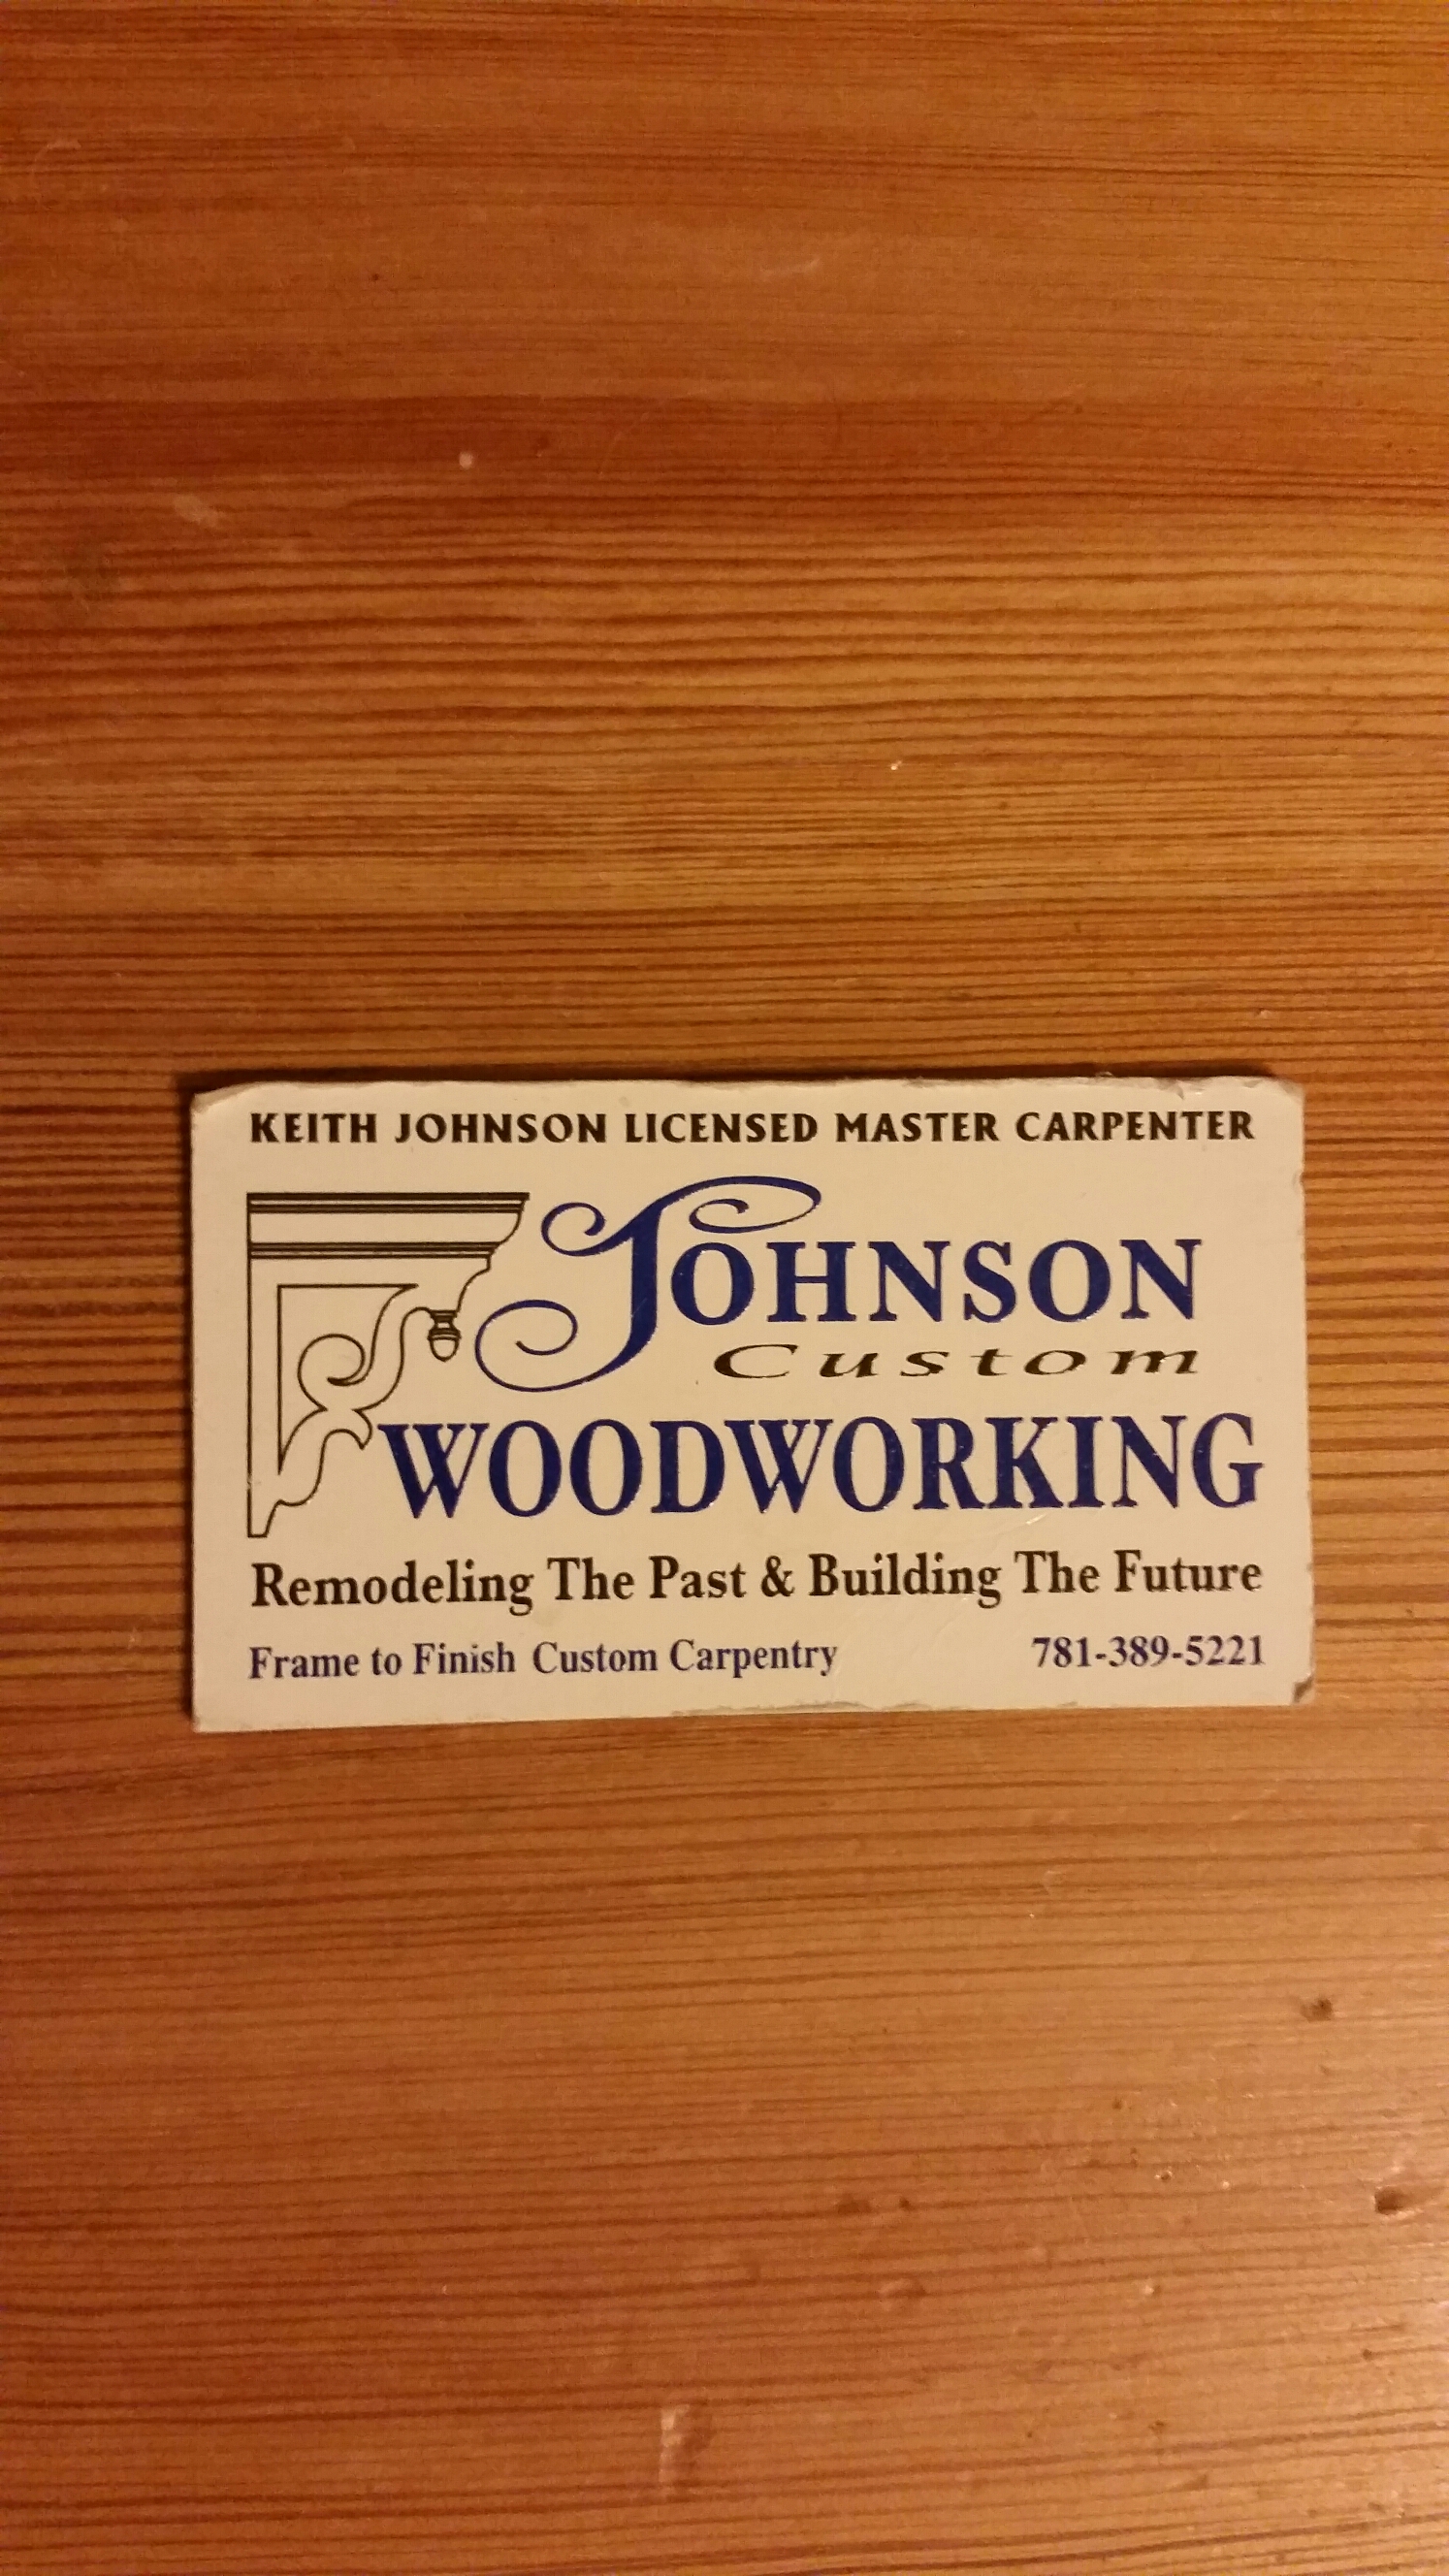 KEITH JOHNSON LICENSED MASTER CARPENTER
JOHNSON
Custom
WOODWORKING
Remodeling The Past & Building The Future
Frame to Finish Custom Carpentry 781-389-5221